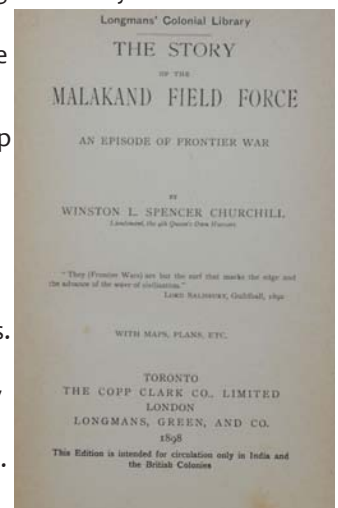 Longmans' Colonial Library
THE STORY
OF THE
MALAKAND FIELD FORCE
AN EPISODE OF FRONTIER WAR
BY
WINSTON L. SPENCER CHURCHILL
Lieutenant, the 4th Queen's Own Hussars
"They (Frontier Wars) are but the surf that marks the edge and
the advance of the wave of civilisation."
LORD SALISBURY, Guildhall, 1892
WITH MAPS, PLANS, ETC.
TORONTO
THE COPP CLARK CO., LIMITED
LONDON
LONGMANS, GREEN, AND CO.
1898
This Edition is intended for circulation only in India and
the British Colonies